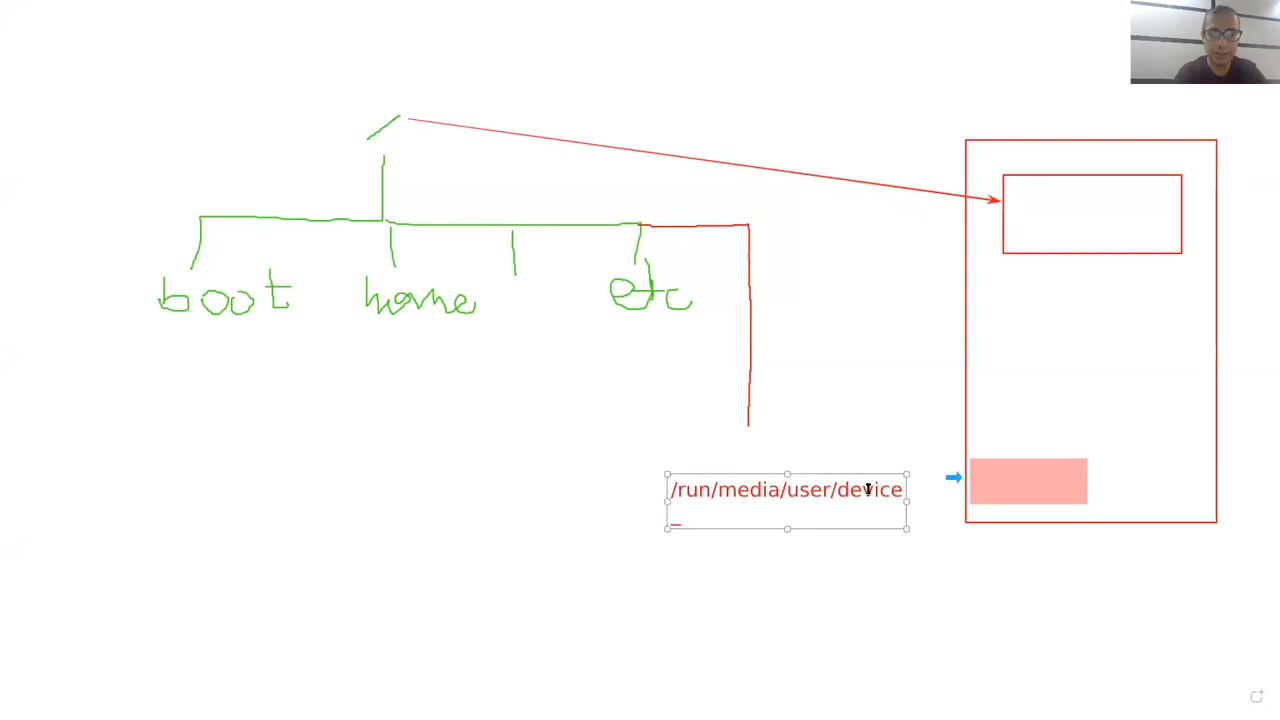 /
boot home etc
/run/media/user/device
_